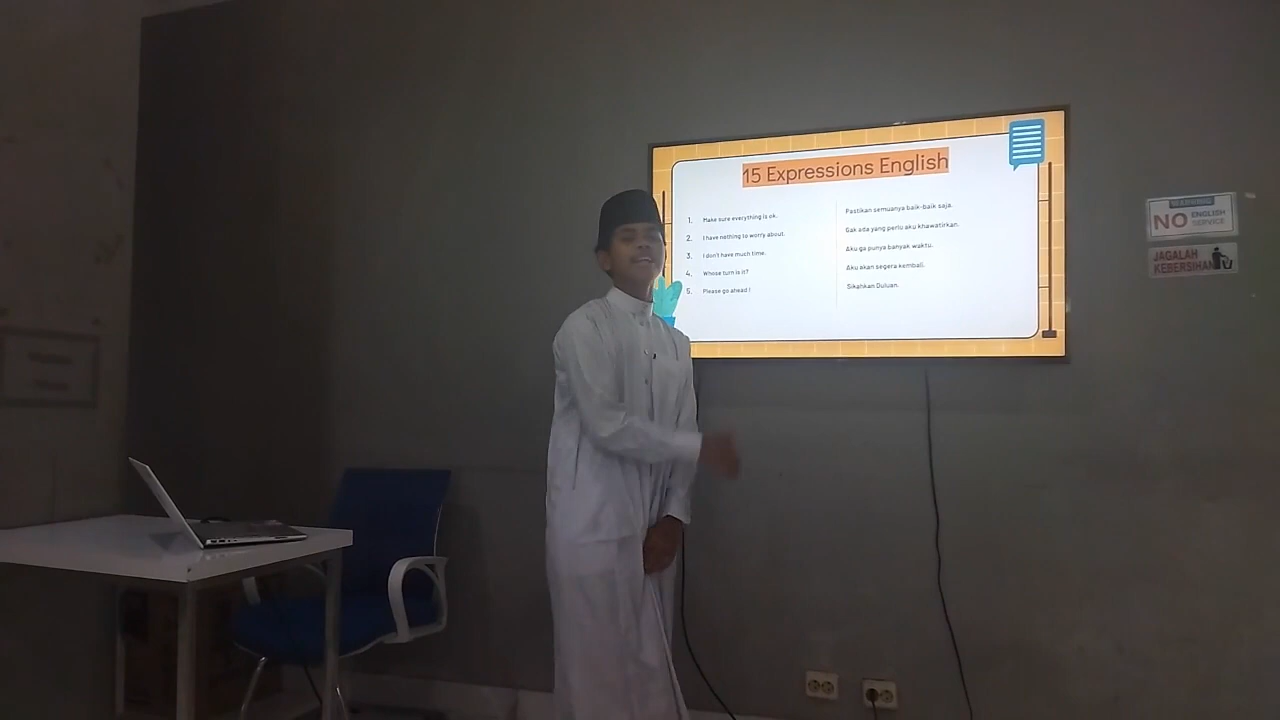 15 Expressions English
1. Make sure everything is ok.
2. I have nothing to worry about.
3. I don't have much time.
4. Whose turn is it?
5. Please go ahead !
Pastikan semuanya baik-baik saja.
Gak ada yang perlu aku khawatirkan.
Aku ga punya banyak waktu.
Aku akan segera kembali.
Sikahkan Duluan.
WARNING
NO ENGLISH
SERVICE
JAGALAH
KEBERSIHAN